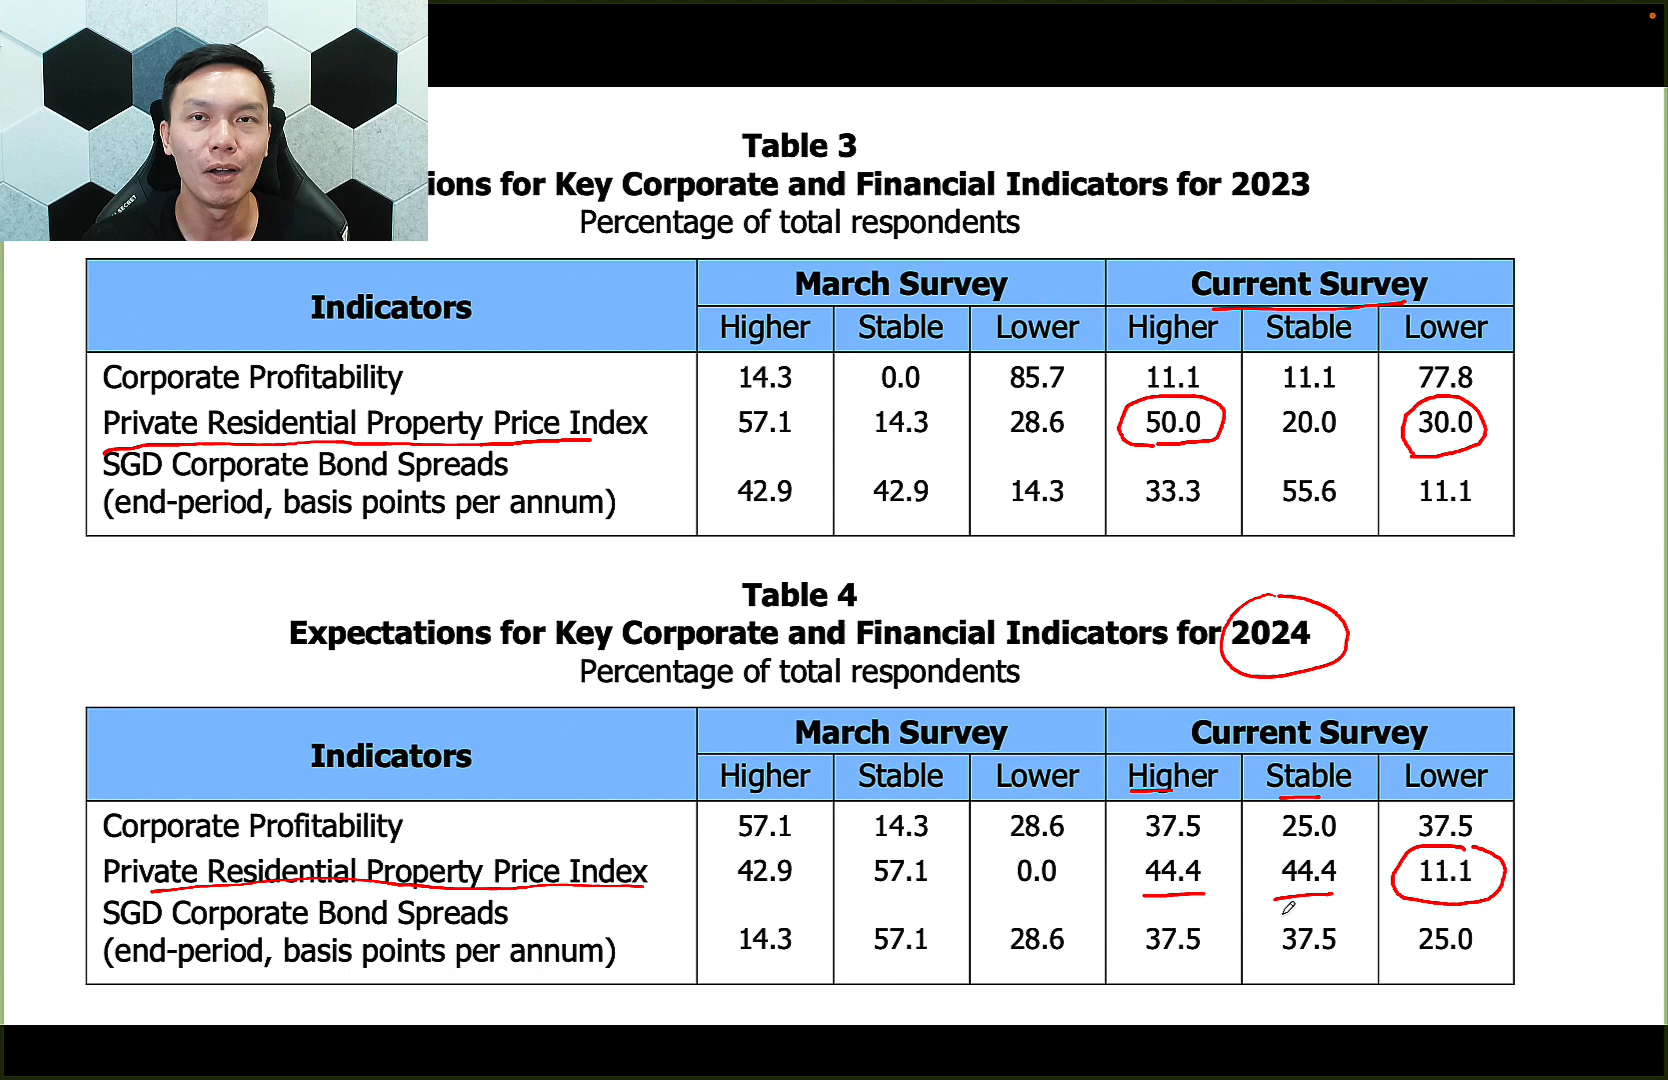 Table 3
ions for Key Corporate and Financial Indicators for 2023
Percentage of total respondents
Indicators March Survey Current Survey
Higher Stable Lower Higher Stable Lower
Corporate Profitability 14.3 0.0 85.7 11.1 11.1 77.8
Private Residential Property Price Index 57.1 14.3 28.6 50.0 20.0 30.0
SGD Corporate Bond Spreads
(end-period, basis points per annum) 42.9 42.9 14.3 33.3 55.6 11.1
Table 4
Expectations for Key Corporate and Financial Indicators for 2024
Percentage of total respondents
Indicators March Survey Current Survey
Higher Stable Lower Higher Stable Lower
Corporate Profitability 57.1 14.3 28.6 37.5 25.0 37.5
Private Residential Property Price Index 42.9 57.1 0.0 44.4 44.4 11.1
SGD Corporate Bond Spreads
(end-period, basis points per annum) 14.3 57.1 28.6 37.5 37.5 25.0